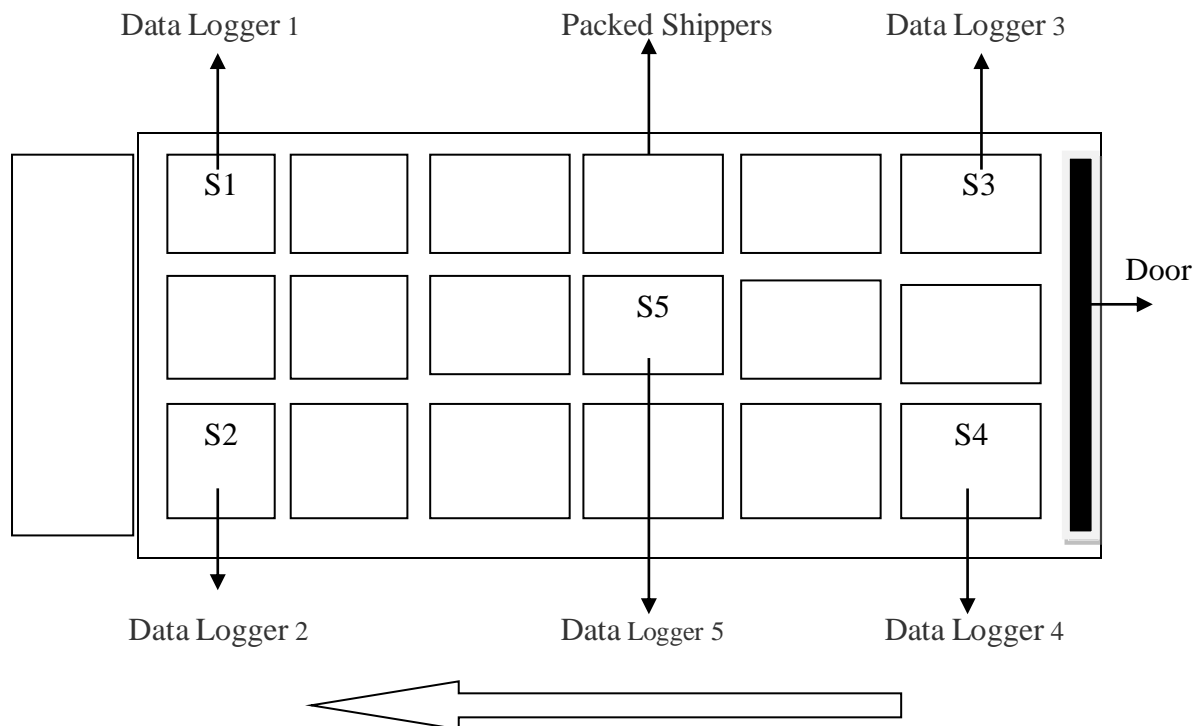 Data Logger 1
Packed Shippers
Data Logger 3
S1
S3
Door
S5
S2
S4
Data Logger 2
Data Logger 5
Data Logger 4